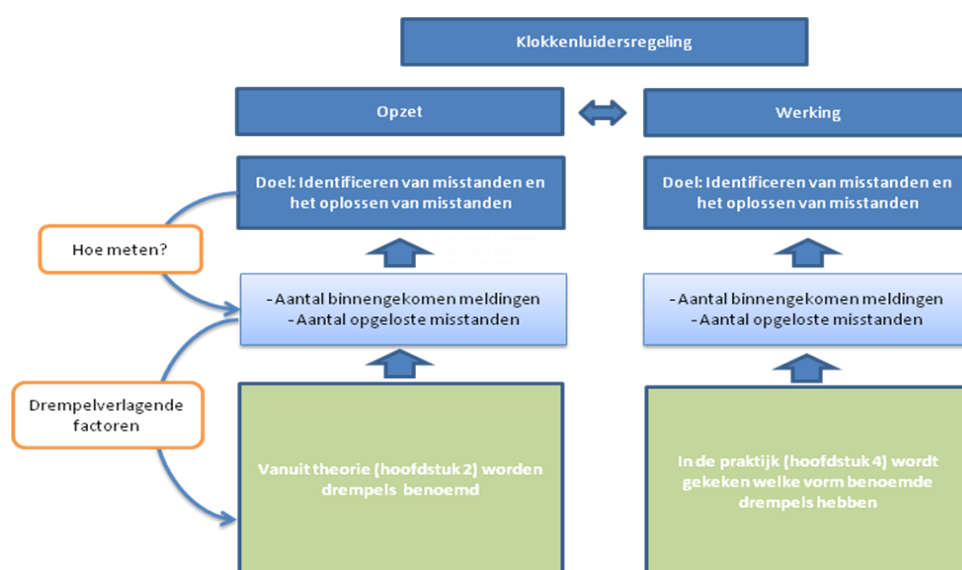 Klokkenluidersregeling
Opzet
Werking
Doel: Identificeren van misstanden en
het oplossen van misstanden
Doel: Identificeren van misstanden en
het oplossen van misstanden
Hoe meten?
- Aantal binnengekomen meldingen
- Aantal opgeloste misstanden
- Aantal binnengekomen meldingen
- Aantal opgeloste misstanden
Drempelverlagende
factoren
Vanuit theorie (hoofdstuk 2) worden
drempels benoemd
In de praktijk (hoofdstuk 4) wordt
gekeken welke vorm benoemde
drempels hebben